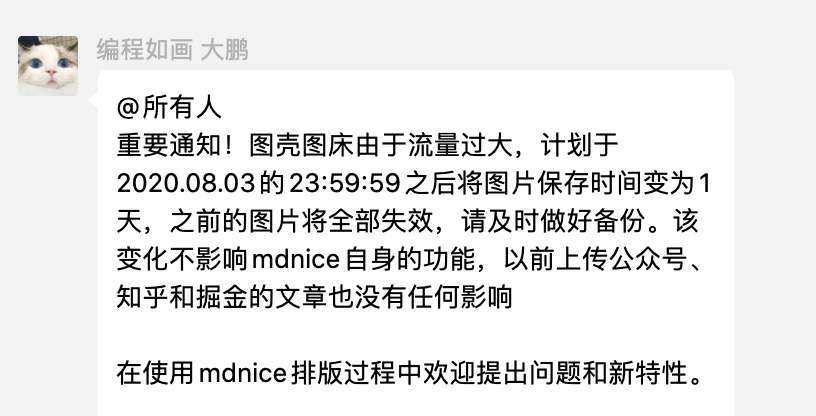 编程如画 大鹏
@所有人
重要通知！图壳图床由于流量过大，计划于
2020.08.03的23:59:59之后将图片保存时间变为1
天，之前的图片将全部失效，请及时做好备份。该
变化不影响mdnice自身的功能，以前上传公众号、
知乎和掘金的文章也没有任何影响
在使用mdnice排版过程中欢迎提出问题和新特性。